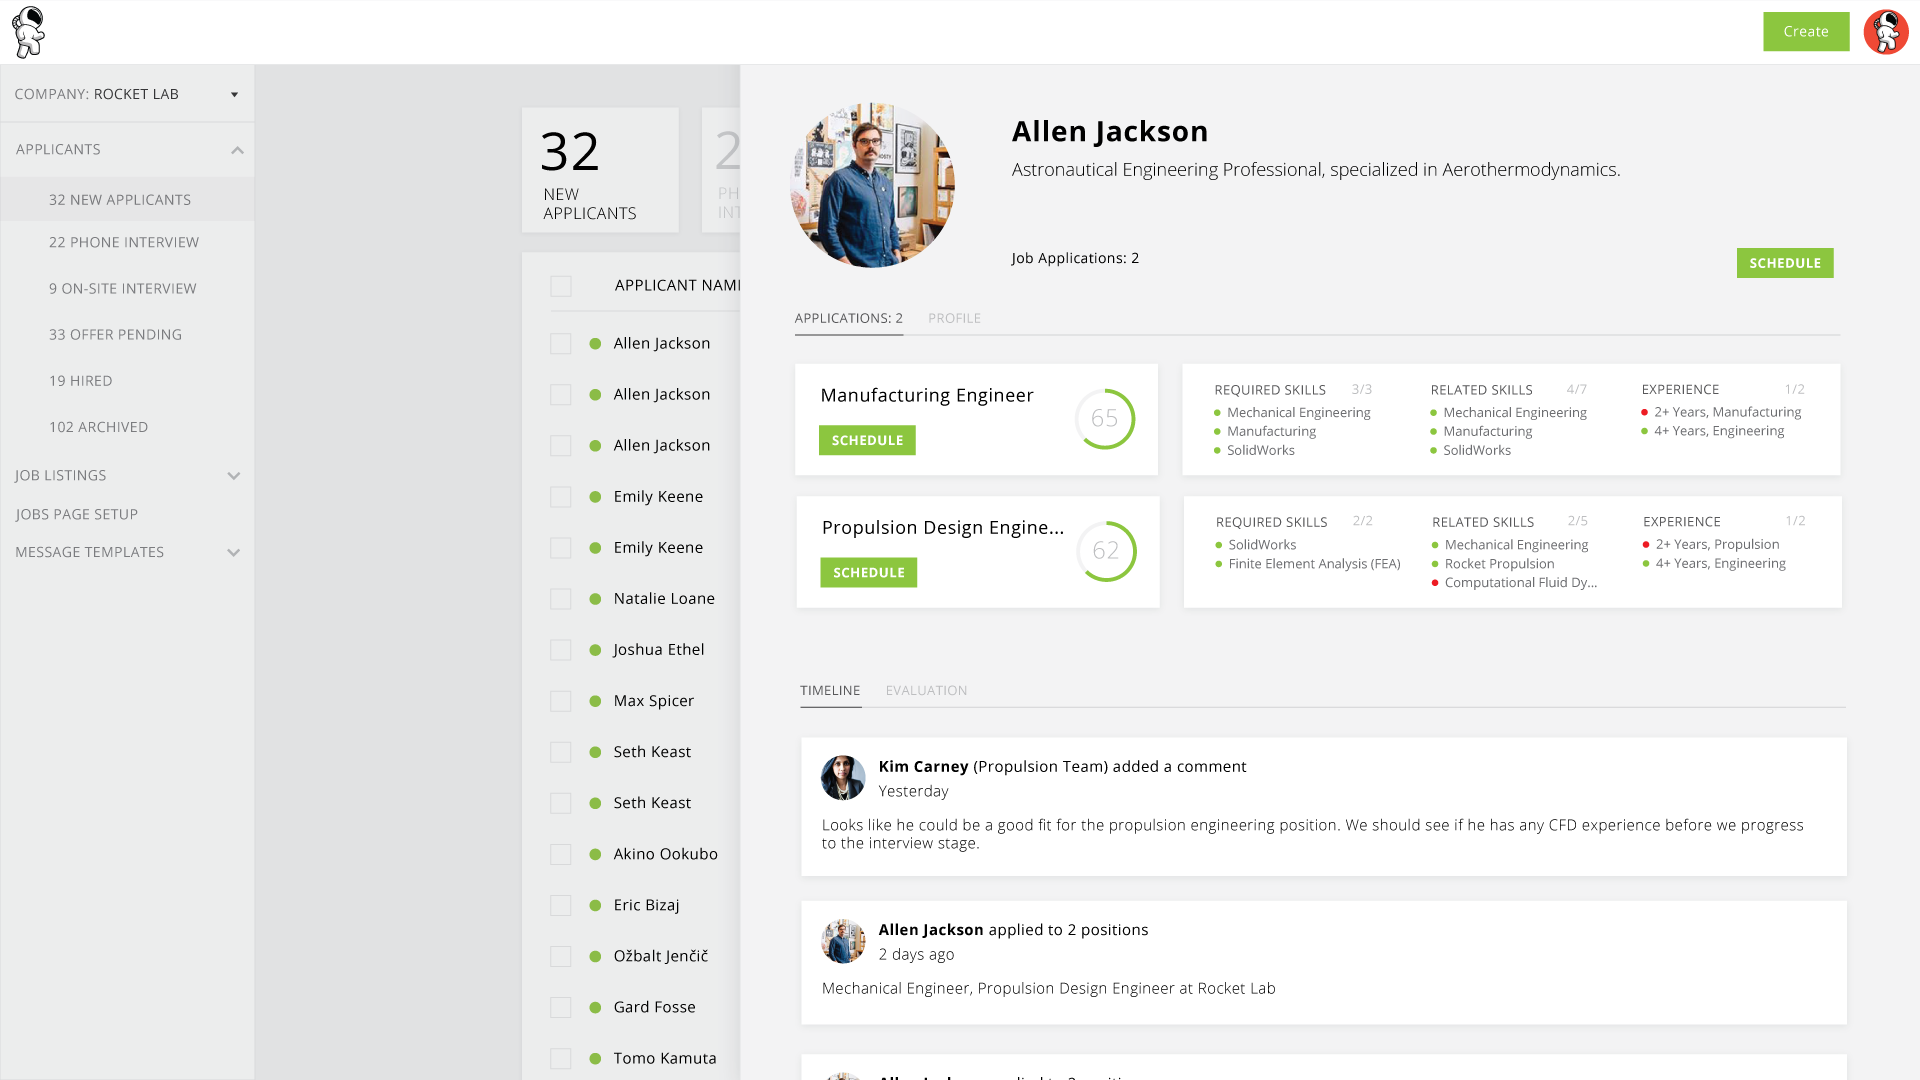 Create
COMPANY: ROCKET LAB
APPLICANTS
32 NEW APPLICANTS
22 PHONE INTERVIEW
9 ON-SITE INTERVIEW
33 OFFER PENDING
19 HIRED
102 ARCHIVED
JOB LISTINGS
JOBS PAGE SETUP
MESSAGE TEMPLATES
32
NEW
APPLICANTS
2
PH
INT
APPLICANT NAM
Allen Jackson
Allen Jackson
Allen Jackson
Emily Keene
Emily Keene
Natalie Loane
Joshua Ethel
Max Spicer
Seth Keast
Seth Keast
Akino Ookubo
Eric Bizaj
Ožbalt Jenčič
Gard Fosse
Tomo Kamuta
Allen Jackson
Astronautical Engineering Professional, specialized in Aerothermodynamics.
Job Applications: 2
SCHEDULE
APPLICATIONS: 2 PROFILE
Manufacturing Engineer
SCHEDULE
65
REQUIRED SKILLS 3/3
Mechanical Engineering
Manufacturing
SolidWorks
RELATED SKILLS 4/7
Mechanical Engineering
Manufacturing
SolidWorks
EXPERIENCE 1/2
2+ Years, Manufacturing
4+ Years, Engineering
Propulsion Design Engine...
SCHEDULE
62
REQUIRED SKILLS 2/2
SolidWorks
Finite Element Analysis (FEA)
RELATED SKILLS 2/5
Mechanical Engineering
Rocket Propulsion
Computational Fluid Dy...
EXPERIENCE 1/2
2+ Years, Propulsion
4+ Years, Engineering
TIMELINE EVALUATION
Kim Carney (Propulsion Team) added a comment
Yesterday
Looks like he could be a good fit for the propulsion engineering position. We should see if he has any CFD experience before we progress
to the interview stage.
Allen Jackson applied to 2 positions
2 days ago
Mechanical Engineer, Propulsion Design Engineer at Rocket Lab